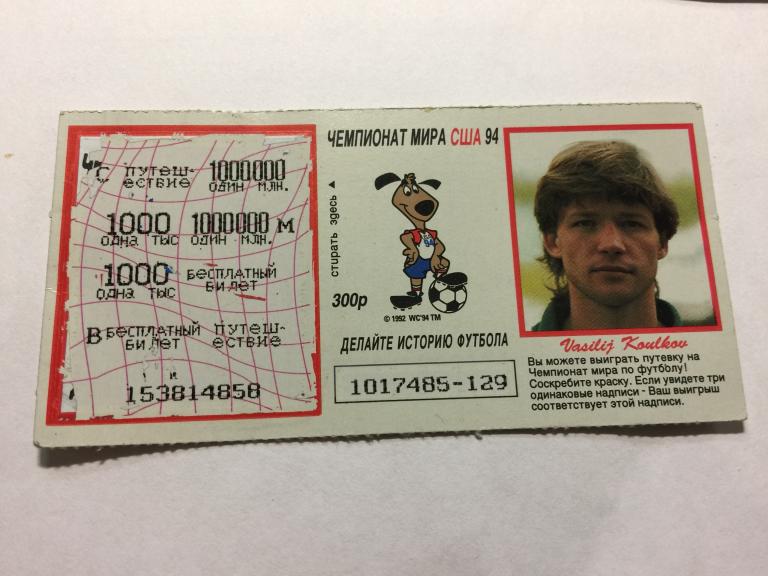 С ПУТЕШ-
ЕСТВИЕ
1000000
ОДИН МЛН.
1000
ОДНА ТЫС
1000000 М
ОДИН МЛН.
1000
ОДНА ТЫС
БЕСПЛАТНЫЙ
БИЛЕТ
В БЕСПЛАТНЫЙ
БИЛЕТ
ПУТЕШ-
ЕСТВИЕ
153814858
ЧЕМПИОНАТ МИРА США 94
стирать здесь
94
300р
© 1992 WC'94 TM
ДЕЛАЙТЕ ИСТОРИЮ ФУТБОЛА
1017485-129
Vasilij Koulkov
Вы можете выиграть путевку на
Чемпионат мира по футболу!
Соскребите краску. Если увидете три
одинаковые надписи - Ваш выигрыш
соответствует этой надписи.